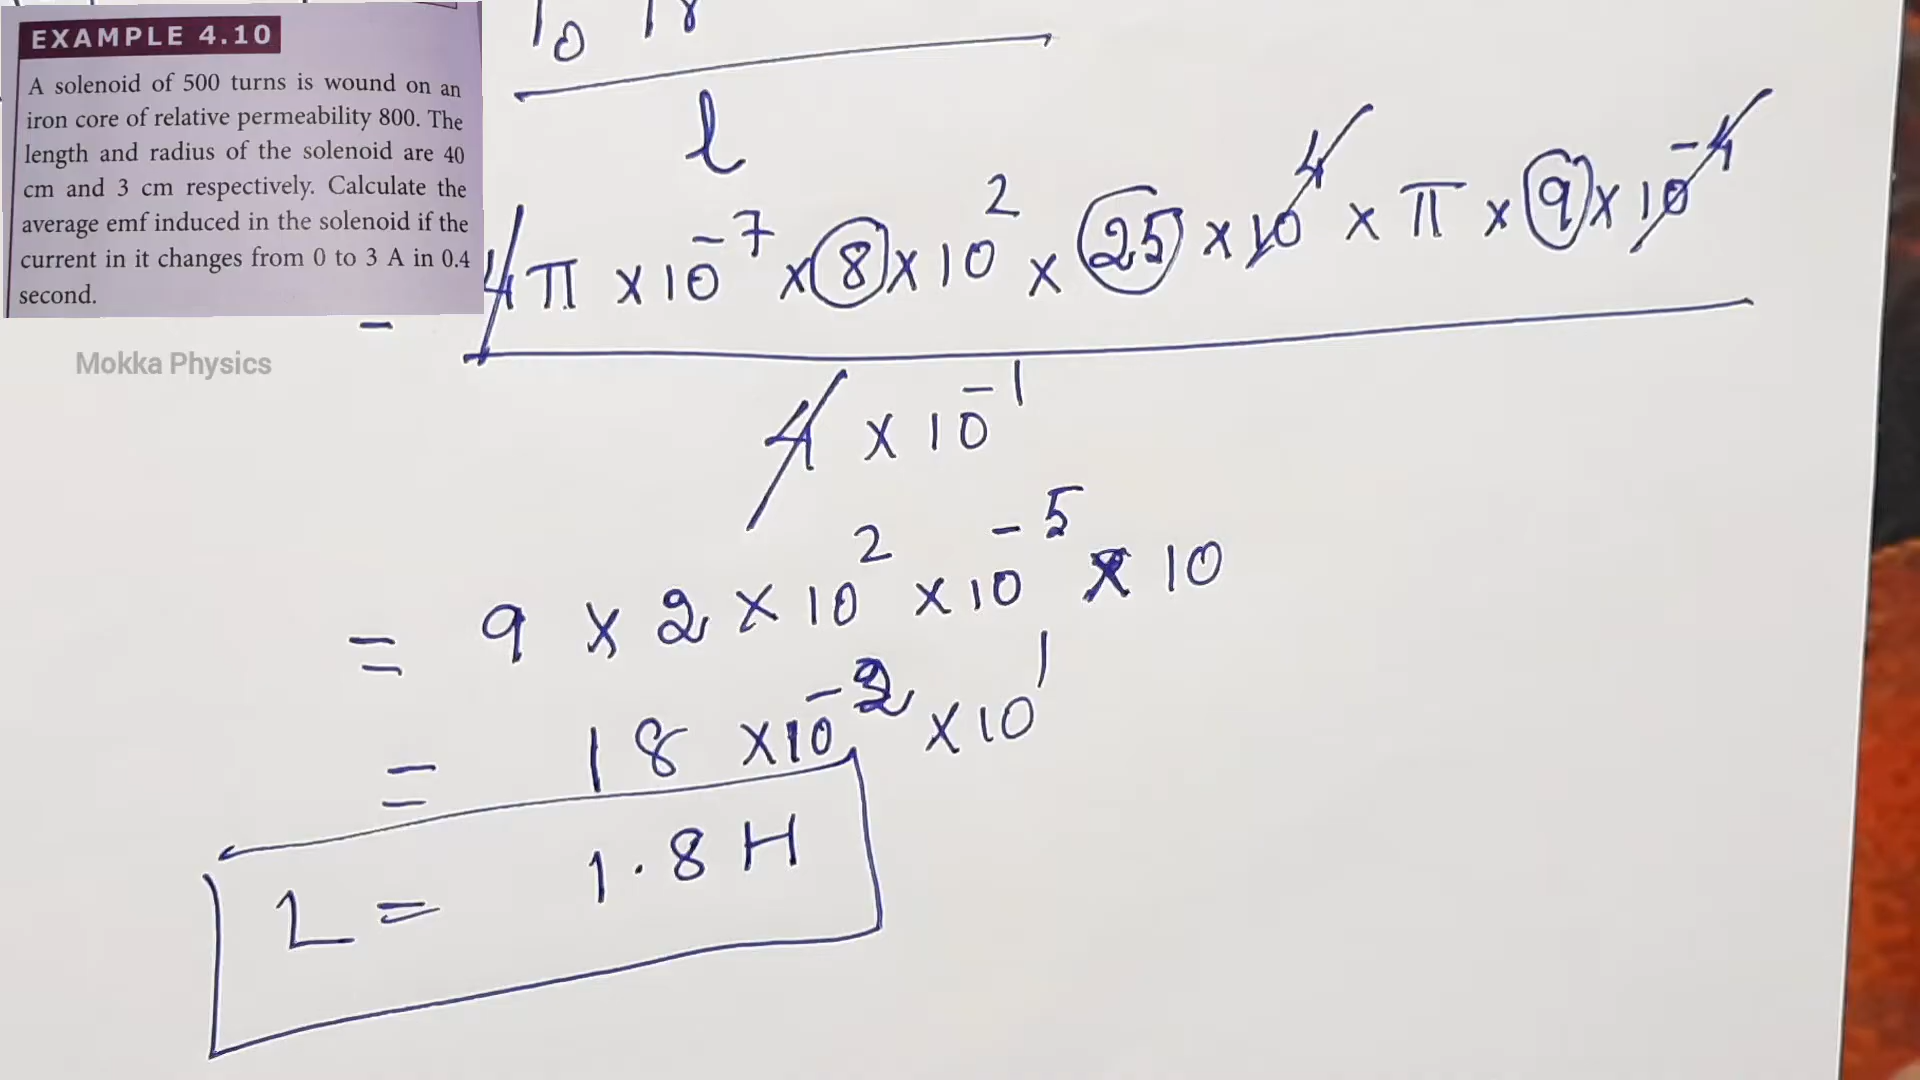 EXAMPLE 4.10
A solenoid of 500 turns is wound on an
iron core of relative permeability 800. The
length and radius of the solenoid are 40
cm and 3 cm respectively. Calculate the
average emf induced in the solenoid if the
current in it changes from 0 to 3 A in 0.4
second.
Mokka Physics
l
= 4π × 10⁻⁷ × 8 × 10² × 25 × 10⁴ × π × 9 × 10⁻⁴
4 × 10⁻¹
= 9 × 2 × 10² × 10⁻⁵ × 10
= 18 × 10⁻² × 10¹
L = 1.8 H